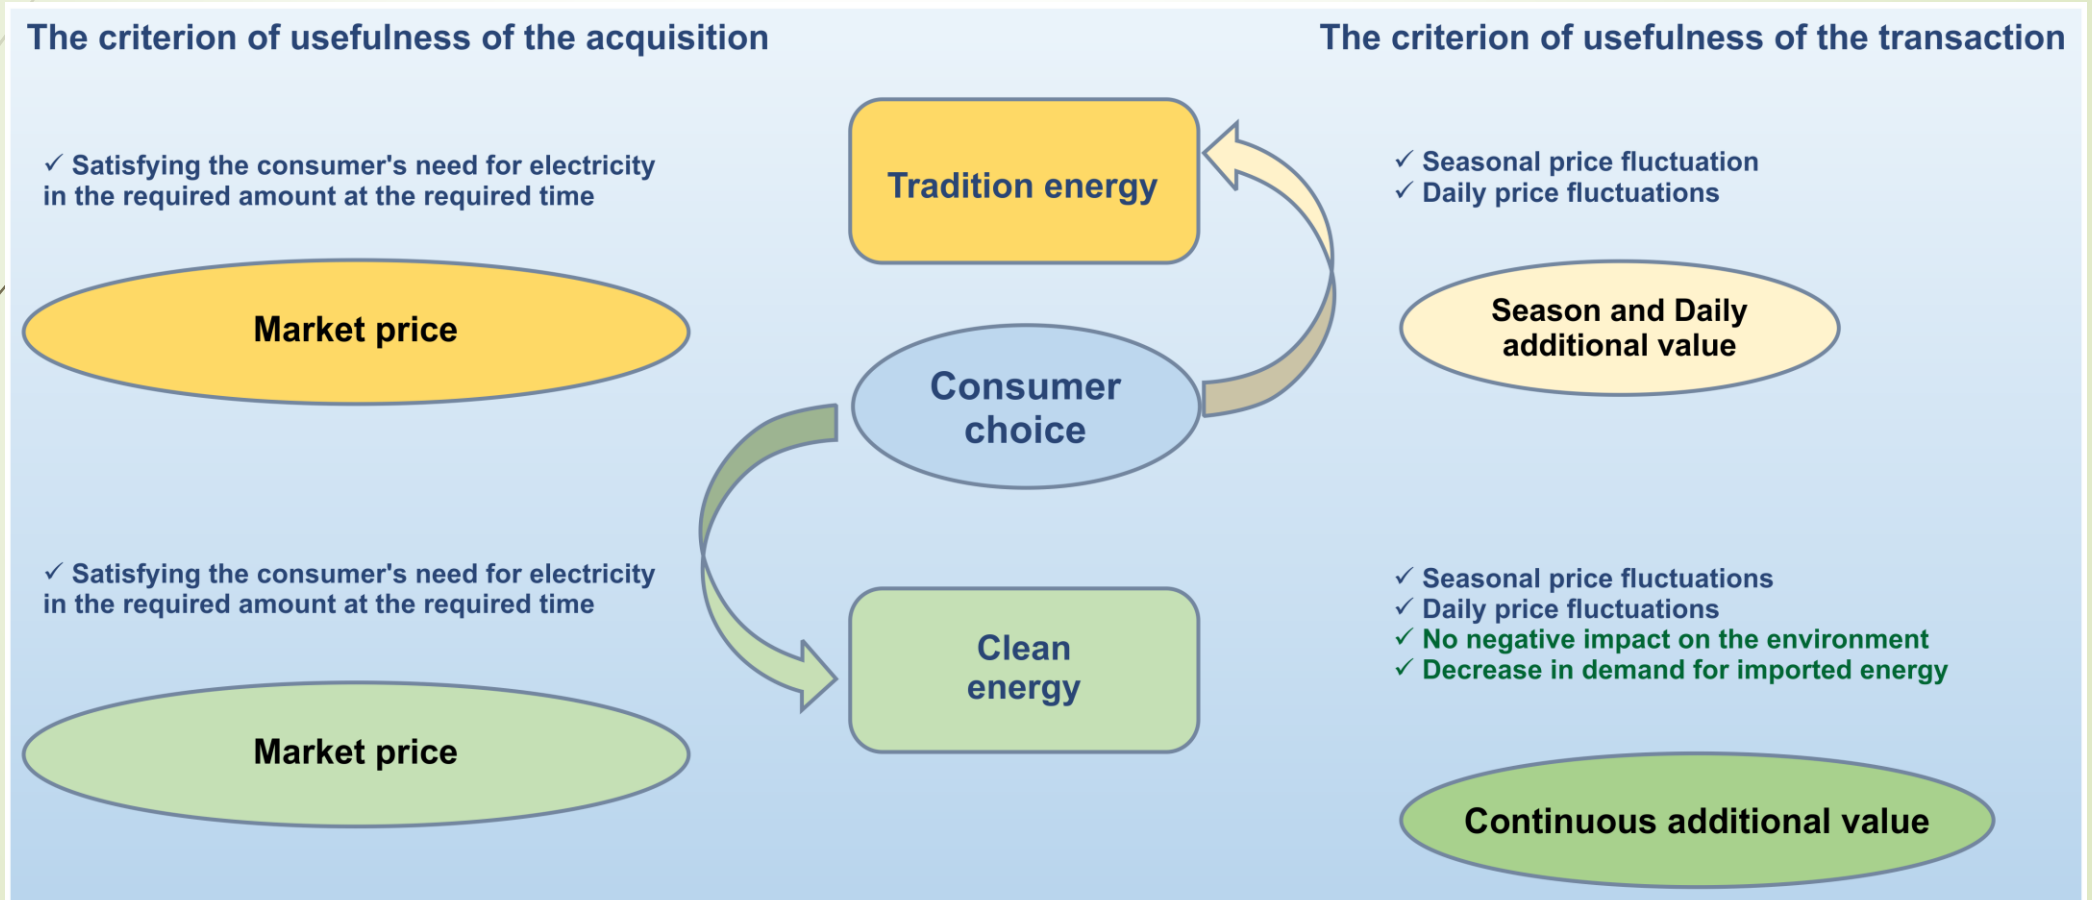 The criterion of usefulness of the acquisition
The criterion of usefulness of the transaction
✓ Satisfying the consumer's need for electricity
in the required amount at the required time
Market price
Tradition energy
✓ Seasonal price fluctuation
✓ Daily price fluctuations
Season and Daily
additional value
Consumer
choice
✓ Satisfying the consumer's need for electricity
in the required amount at the required time
Market price
Clean
energy
✓ Seasonal price fluctuations
✓ Daily price fluctuations
✓ No negative impact on the environment
✓ Decrease in demand for imported energy
Continuous additional value